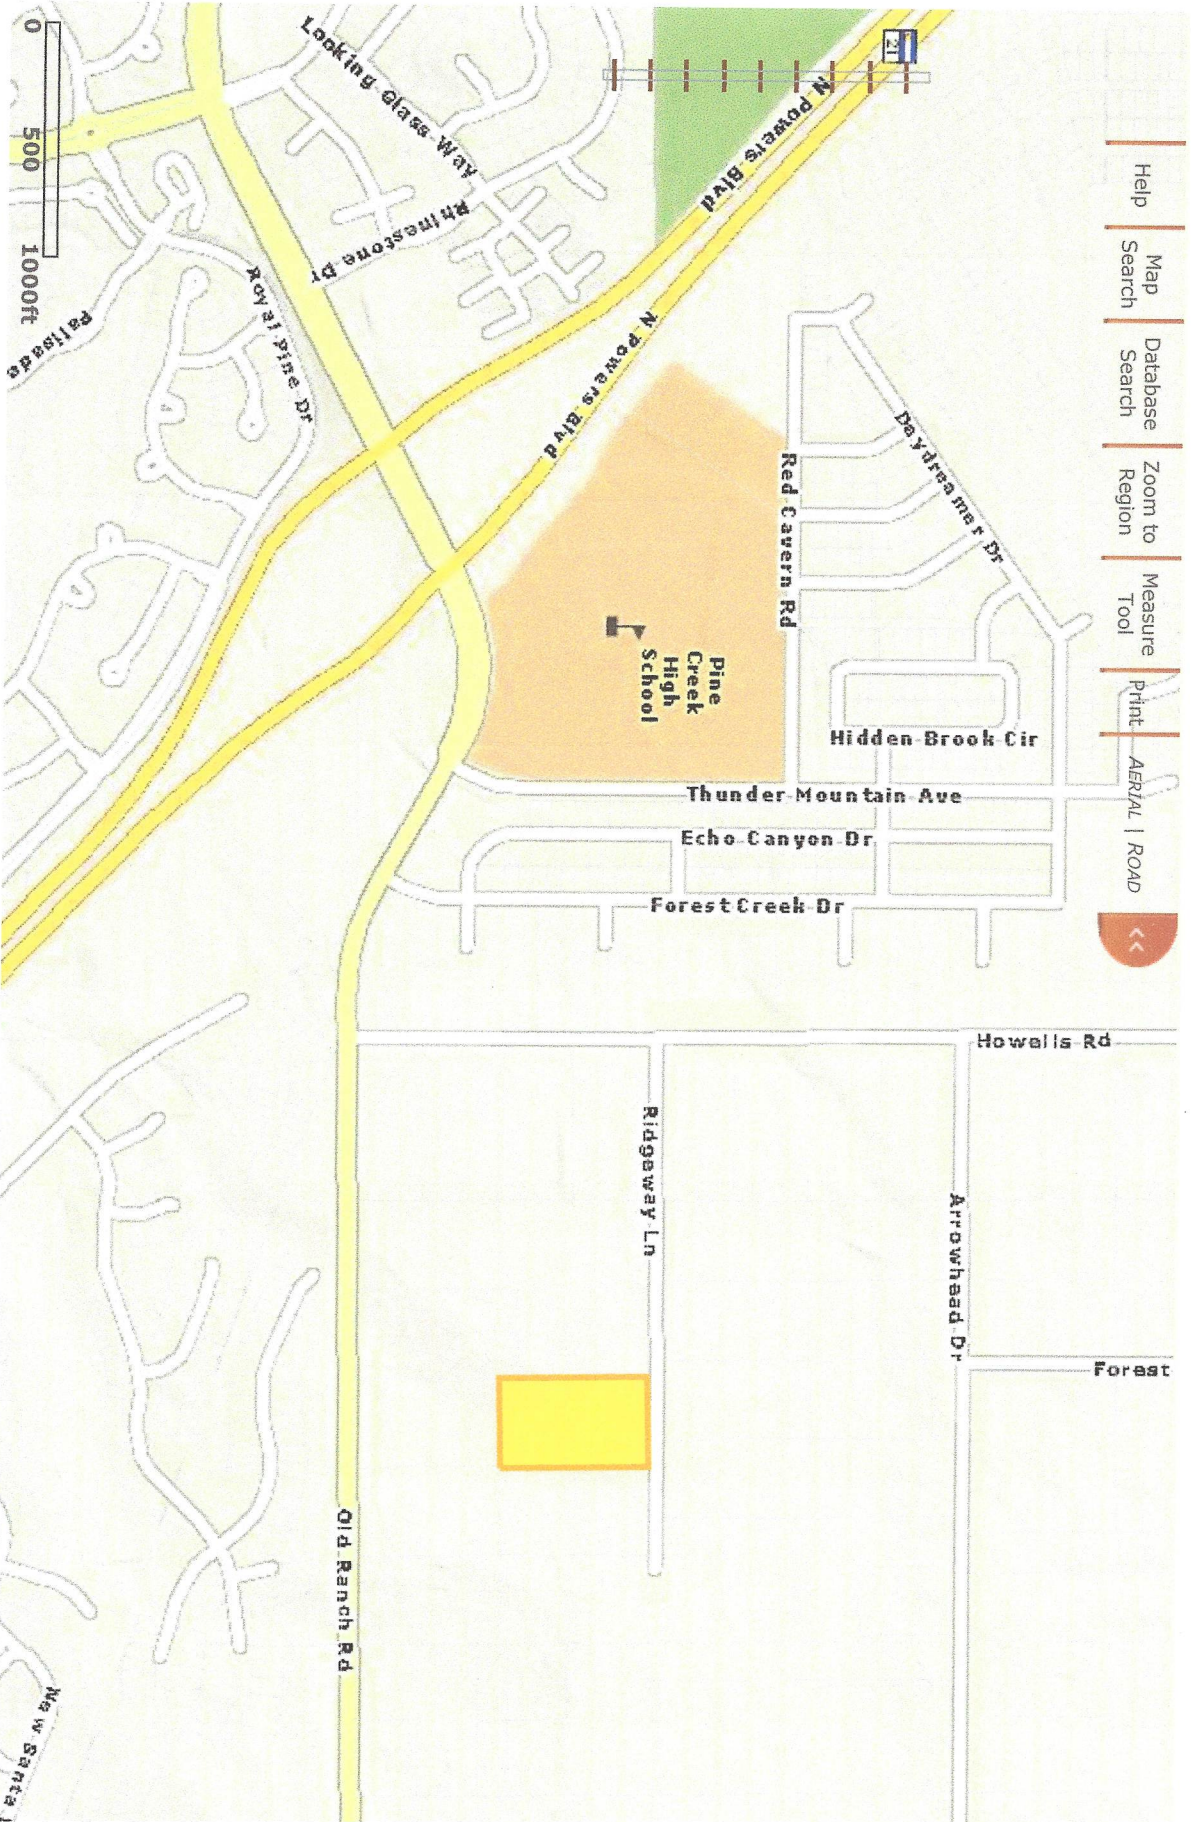 Help
Map
Search
Database
Search
Zoom to
Region
Measure
Tool
Print
AERIAL | ROAD
<<
21
N Powers Blvd
N Powers Blvd
Looking Glass Way
Rhinestone Dr
Royal Pine Dr
Palisade
Daydreamer Dr
Red Cavern Rd
Pine
Creek
High
School
Hidden Brook Cir
Thunder Mountain Ave
Echo Canyon Dr
Forest Creek Dr
Howells Rd
Ridgeway Ln
Arrowhead Dr
Forest
Old Ranch Rd
New Santa
0
500
1000ft